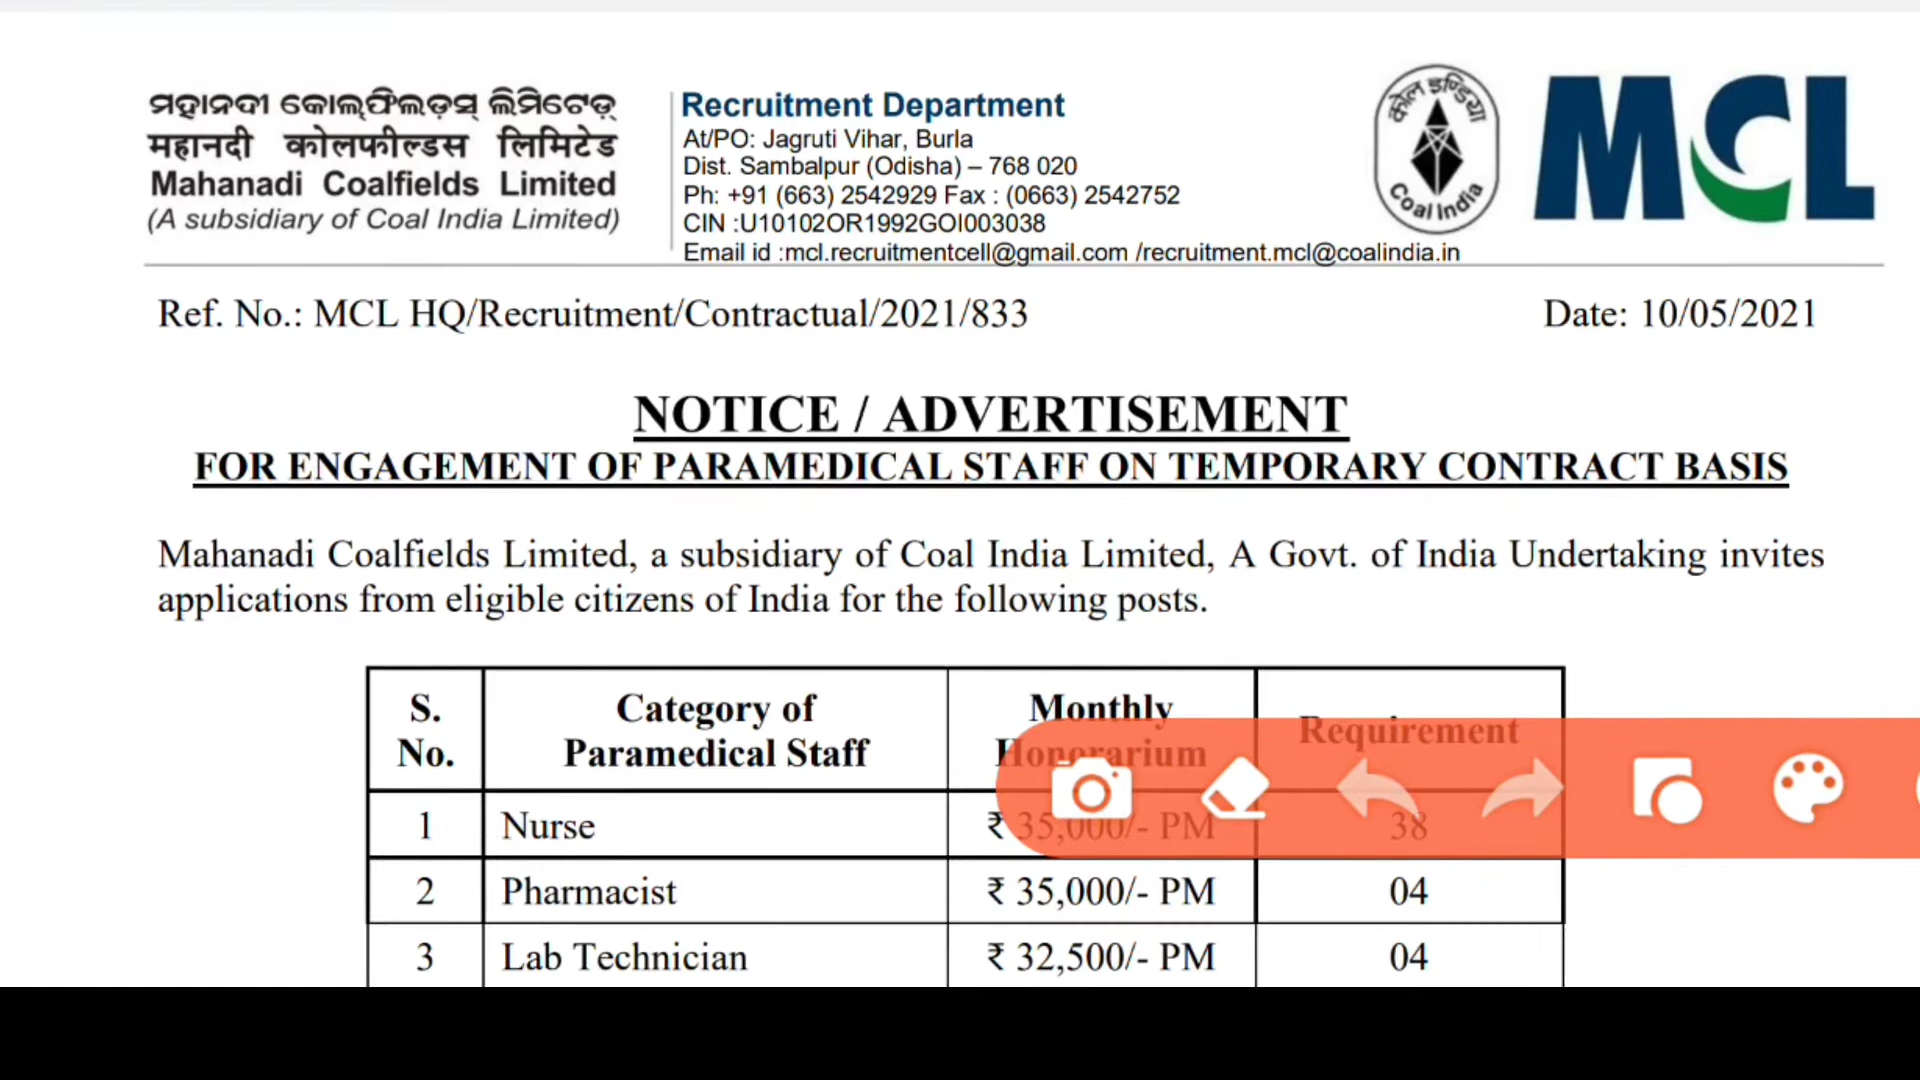 ମହାନଦୀ କୋଲ୍‌ଫିଲଡ଼ସ୍ ଲିମିଟେଡ଼୍
महानदी कोलफील्डस लिमिटेड
Mahanadi Coalfields Limited
(A subsidiary of Coal India Limited)
Recruitment Department
At/PO: Jagruti Vihar, Burla
Dist. Sambalpur (Odisha) – 768 020
Ph: +91 (663) 2542929 Fax : (0663) 2542752
CIN :U10102OR1992GOI003038
Email id :mcl.recruitmentcell@gmail.com /recruitment.mcl@coalindia.in
कोल इण्डिया
Coal India
MCL
Ref. No.: MCL HQ/Recruitment/Contractual/2021/833 Date: 10/05/2021
NOTICE / ADVERTISEMENT
FOR ENGAGEMENT OF PARAMEDICAL STAFF ON TEMPORARY CONTRACT BASIS
Mahanadi Coalfields Limited, a subsidiary of Coal India Limited, A Govt. of India Undertaking invites
applications from eligible citizens of India for the following posts.
S. No. Category of Paramedical Staff Monthly Honorarium Requirement
1 Nurse ₹ 35,000/- PM 38
2 Pharmacist ₹ 35,000/- PM 04
3 Lab Technician ₹ 32,500/- PM 04